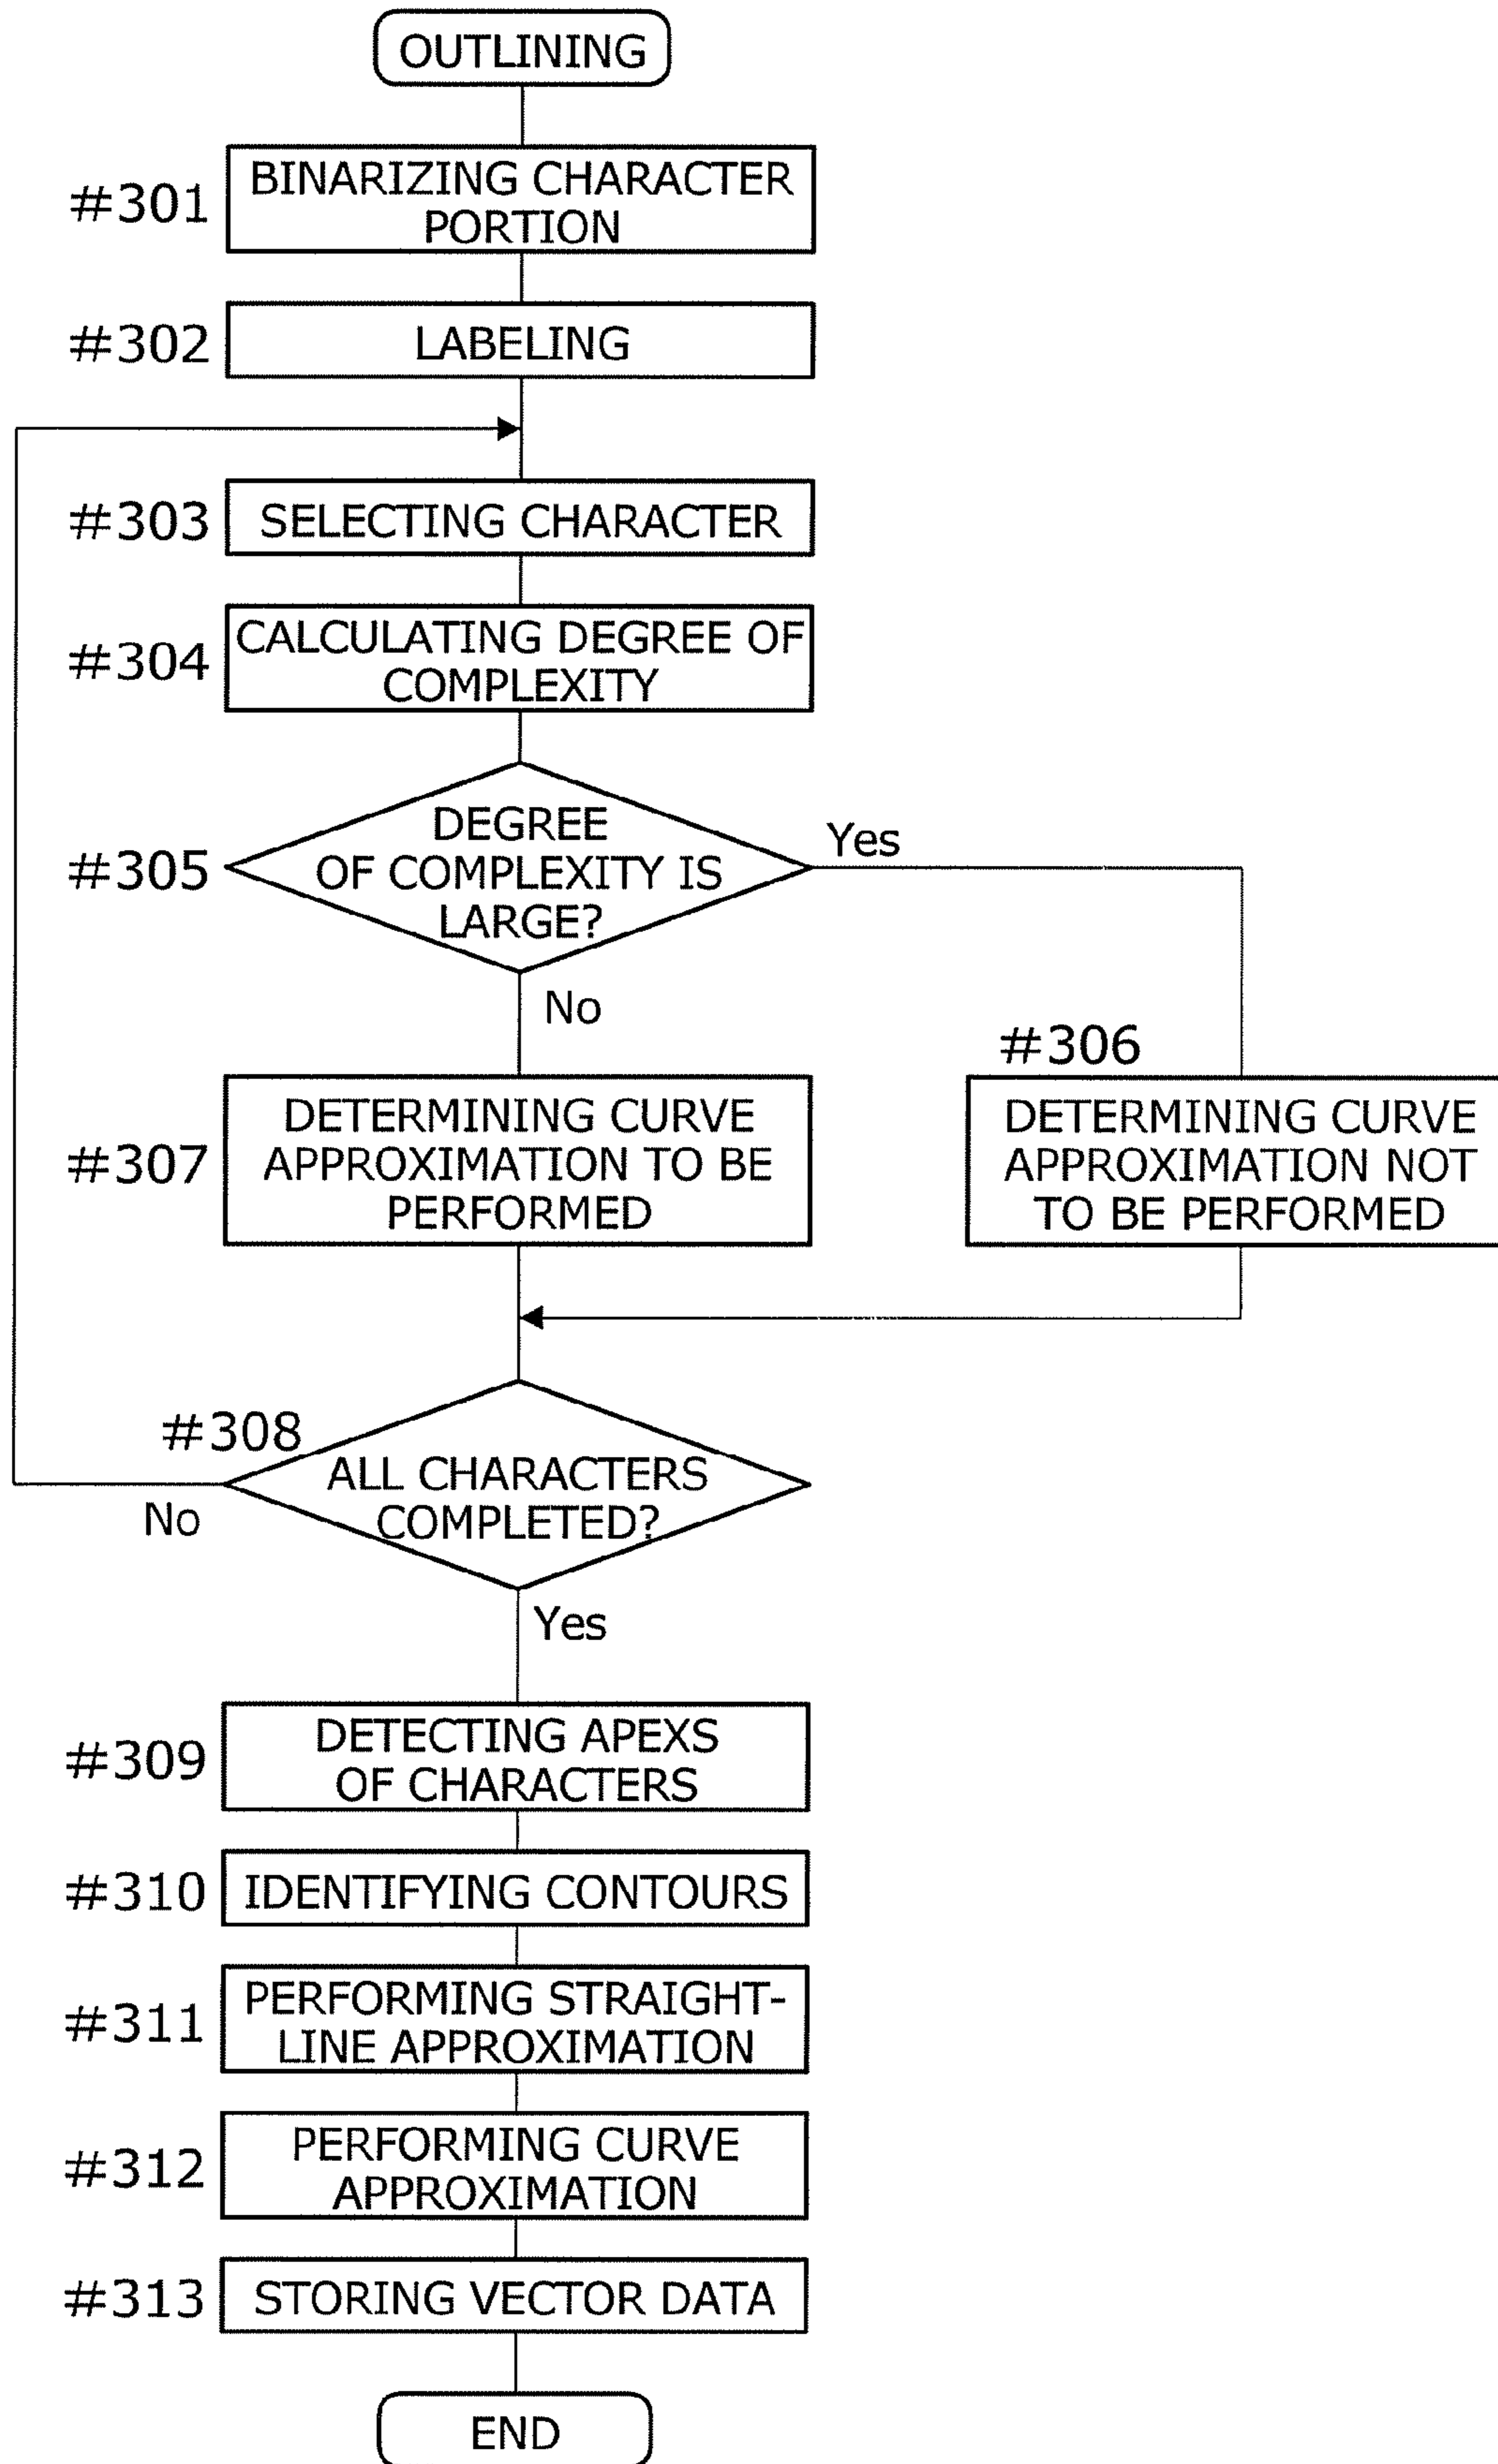 OUTLINING
#301
BINARIZING CHARACTER
PORTION
#302
LABELING
#303
SELECTING CHARACTER
#304
CALCULATING DEGREE OF
COMPLEXITY
#305
DEGREE
OF COMPLEXITY IS
LARGE?
Yes
No
#306
DETERMINING CURVE
APPROXIMATION NOT
TO BE PERFORMED
#307
DETERMINING CURVE
APPROXIMATION TO BE
PERFORMED
#308
ALL CHARACTERS
COMPLETED?
No
Yes
#309
DETECTING APEXS
OF CHARACTERS
#310
IDENTIFYING CONTOURS
#311
PERFORMING STRAIGHT-
LINE APPROXIMATION
#312
PERFORMING CURVE
APPROXIMATION
#313
STORING VECTOR DATA
END